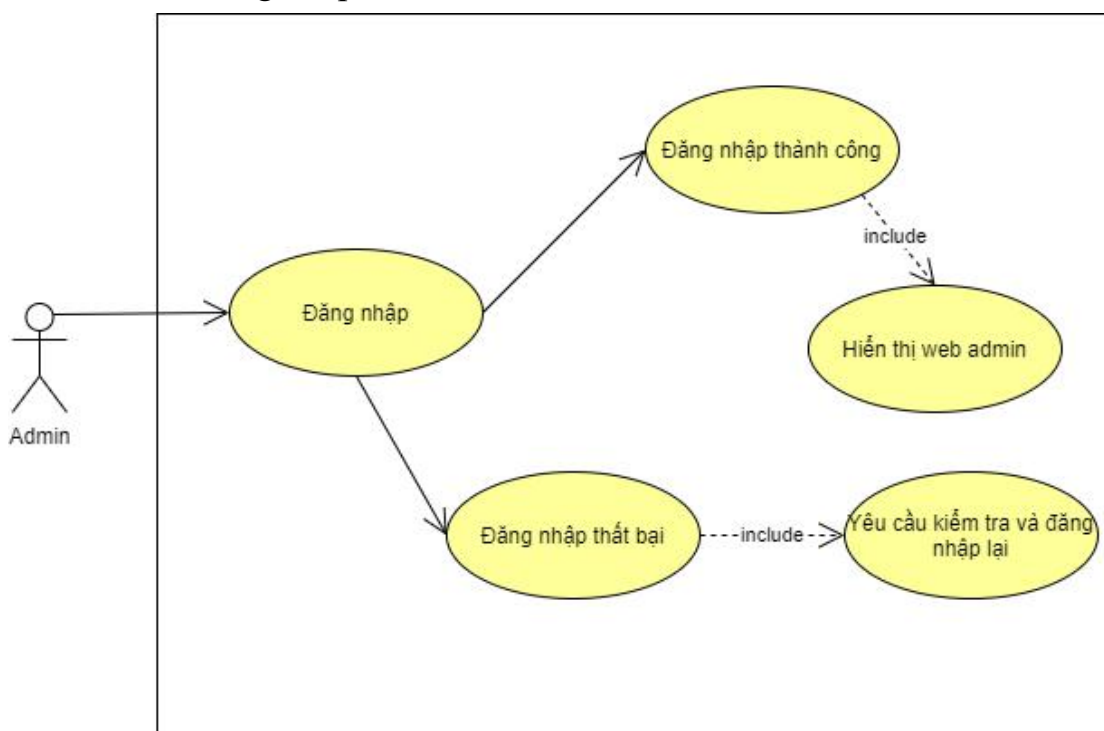 Đăng nhập thành công
include
Đăng nhập
Hiển thị web admin
Admin
Đăng nhập thất bại
include
Yêu cầu kiểm tra và đăng
nhập lại